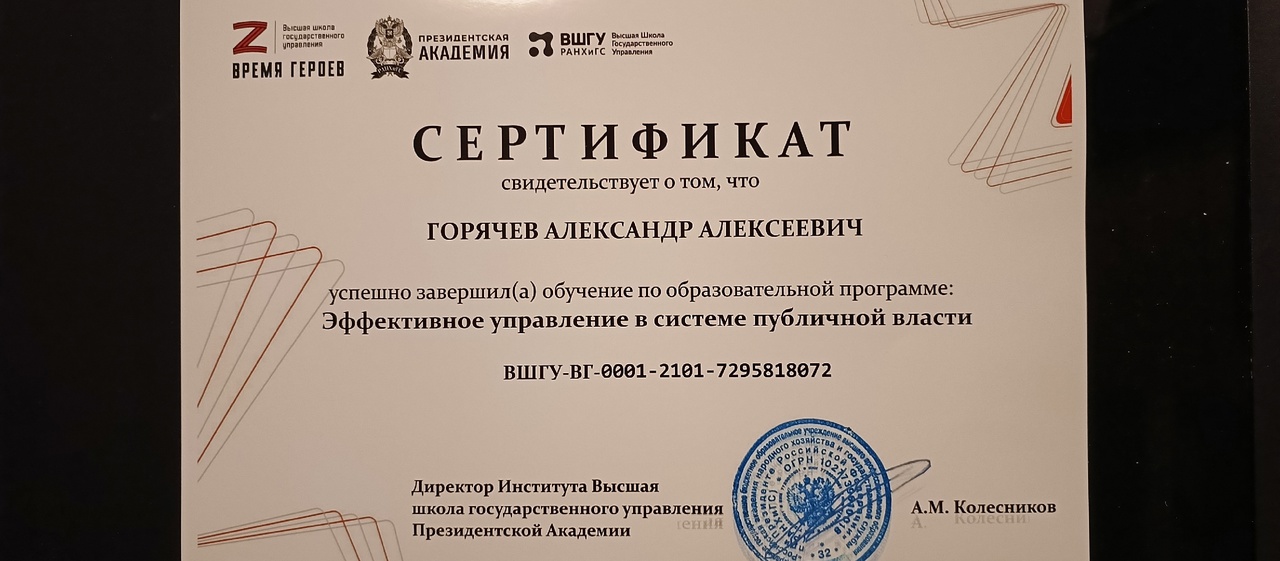 Z
Высшая школа
государственного
управления
ВРЕМЯ ГЕРОЕВ
ПРЕЗИДЕНТСКАЯ
АКАДЕМИЯ
РАНХиГС
ВШГУ
РАНХиГС
Высшая Школа
Государственного
Управления
СЕРТИФИКАТ
свидетельствует о том, что
ГОРЯЧЕВ АЛЕКСАНДР АЛЕКСЕЕВИЧ
успешно завершил(а) обучение по образовательной программе:
Эффективное управление в системе публичной власти
ВШГУ-ВГ-0001-2101-7295818072
Директор Института Высшая
школа государственного управления
Президентской Академии
А.М. Колесников
32